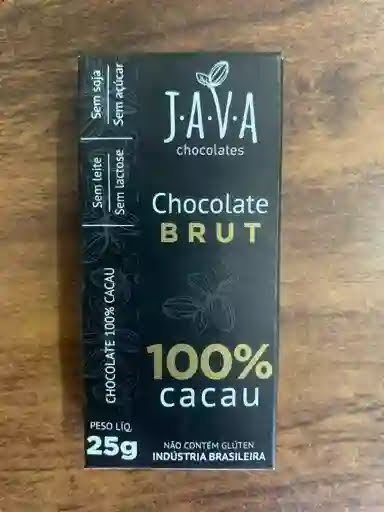 J·A·V·A
chocolates
Chocolate
BRUT
100%
cacau
NÃO CONTÉM GLÚTEN
INDÚSTRIA BRASILEIRA
Sem soja
Sem açúcar
Sem leite
Sem lactose
CHOCOLATE 100% CACAU
PESO LÍQ.
25g